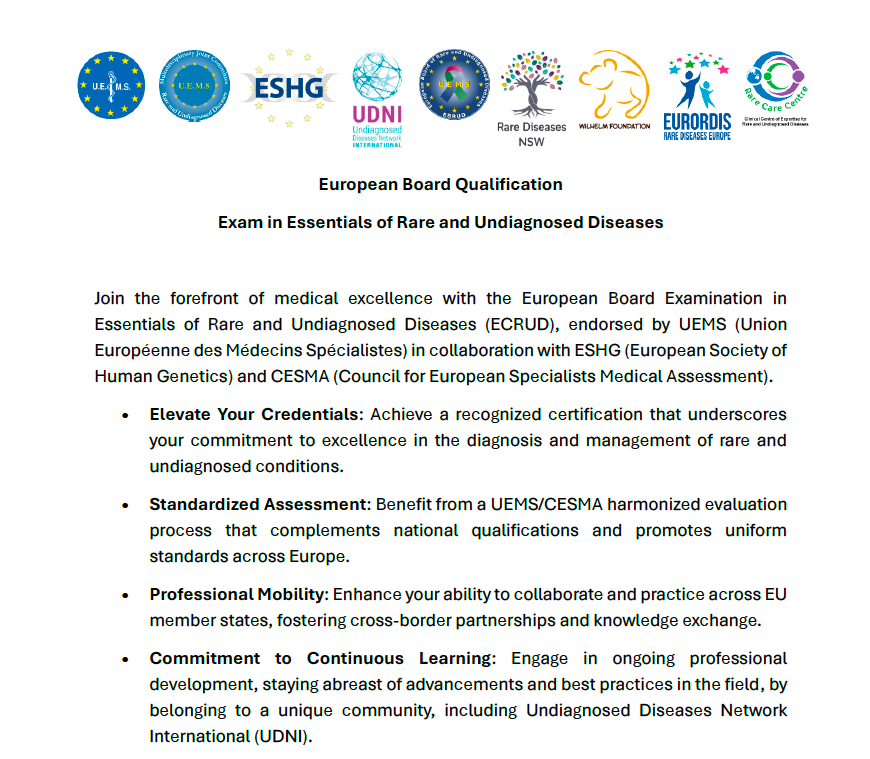 U.E.M.S.
Multidisciplinary Joint Committee
U.E.M.S
Rare and Undiagnosed Diseases
ESHG
UDNI
Undiagnosed
Diseases Network
INTERNATIONAL
European Board of Rare and Undiagnosed Diseases
UEMS
EBRUD
Rare Diseases
NSW
WILHELM FOUNDATION
EURORDIS
RARE DISEASES EUROPE
Rare Care Centre
Clinical Centre of Expertise for
Rare and Undiagnosed Diseases
European Board Qualification
Exam in Essentials of Rare and Undiagnosed Diseases
Join the forefront of medical excellence with the European Board Examination in
Essentials of Rare and Undiagnosed Diseases (ECRUD), endorsed by UEMS (Union
Européenne des Médecins Spécialistes) in collaboration with ESHG (European Society of
Human Genetics) and CESMA (Council for European Specialists Medical Assessment).
• Elevate Your Credentials: Achieve a recognized certification that underscores
your commitment to excellence in the diagnosis and management of rare and
undiagnosed conditions.
• Standardized Assessment: Benefit from a UEMS/CESMA harmonized evaluation
process that complements national qualifications and promotes uniform
standards across Europe.
• Professional Mobility: Enhance your ability to collaborate and practice across EU
member states, fostering cross-border partnerships and knowledge exchange.
• Commitment to Continuous Learning: Engage in ongoing professional
development, staying abreast of advancements and best practices in the field, by
belonging to a unique community, including Undiagnosed Diseases Network
International (UDNI).